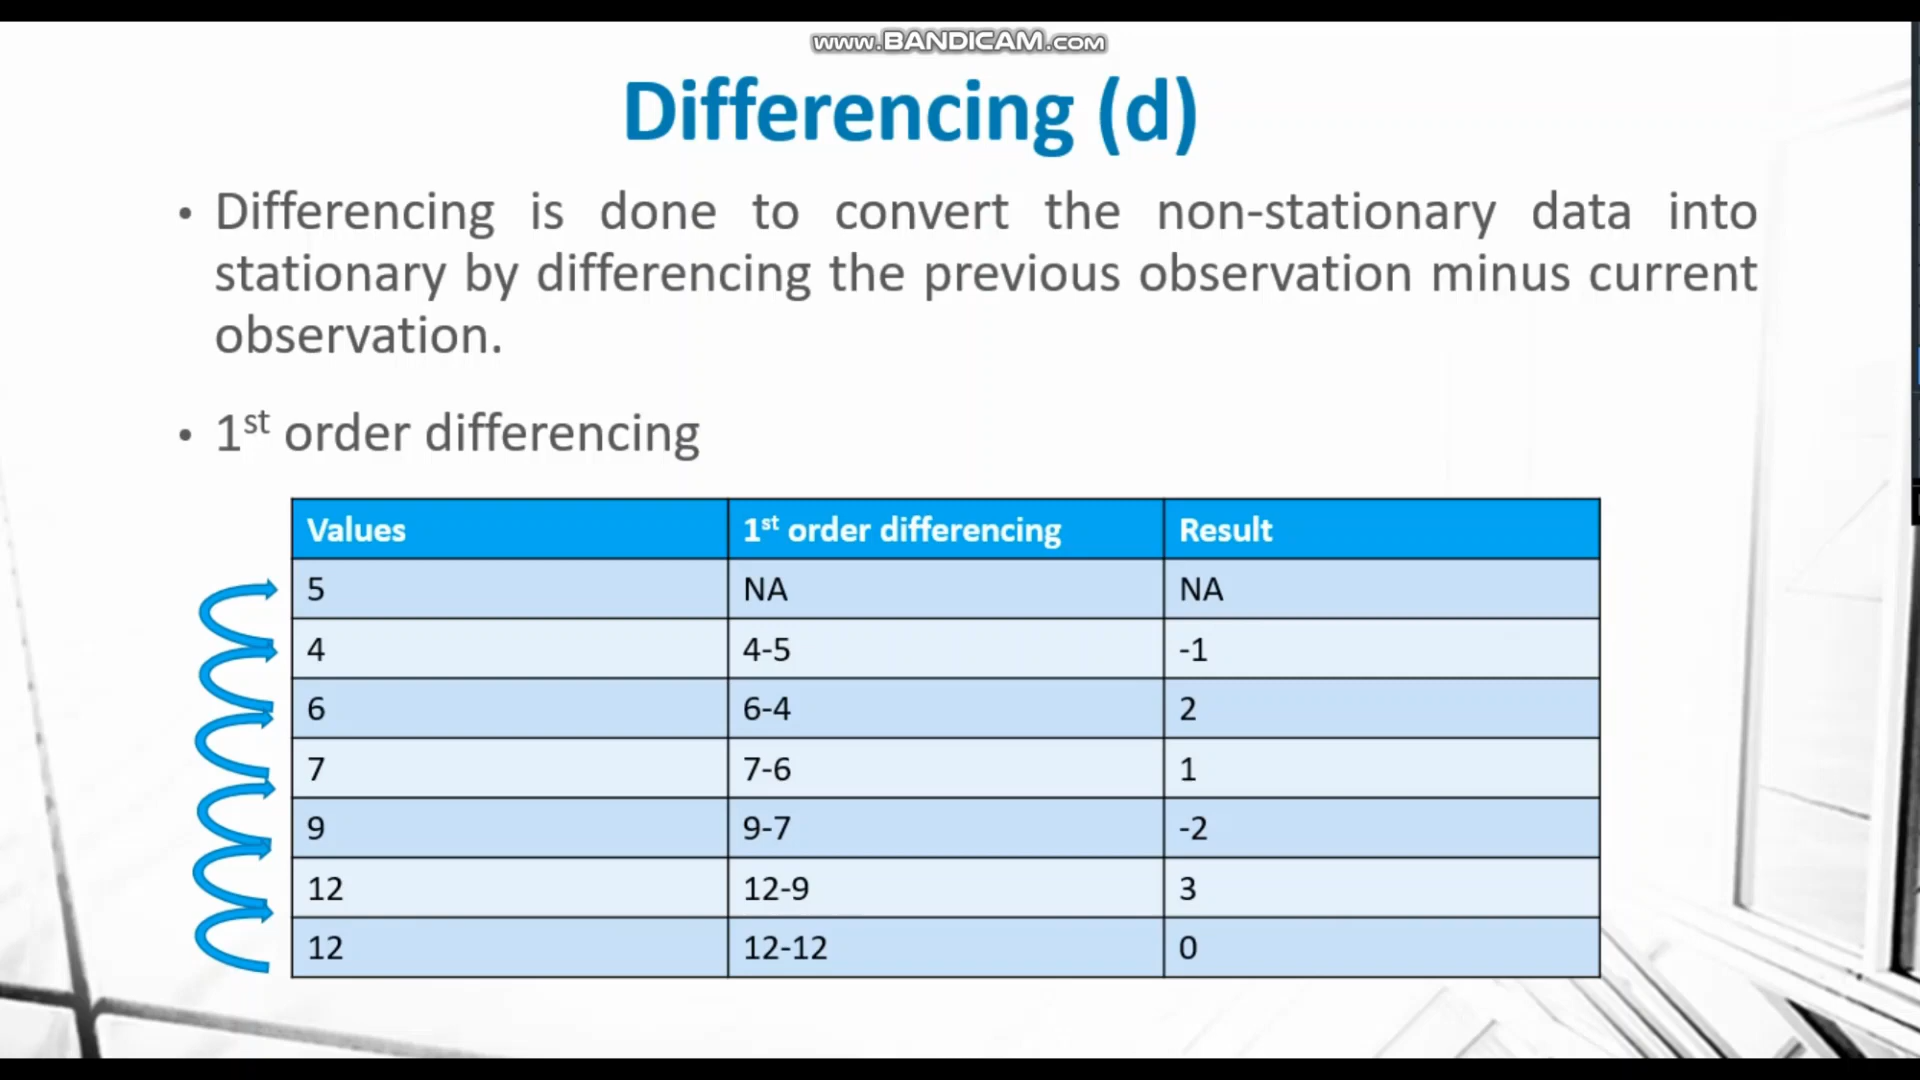 www.BANDICAM.com
Differencing (d)
• Differencing is done to convert the non-stationary data into
stationary by differencing the previous observation minus current
observation.
• 1st order differencing
Values 1st order differencing Result
5 NA NA
4 4-5 -1
6 6-4 2
7 7-6 1
9 9-7 -2
12 12-9 3
12 12-12 0